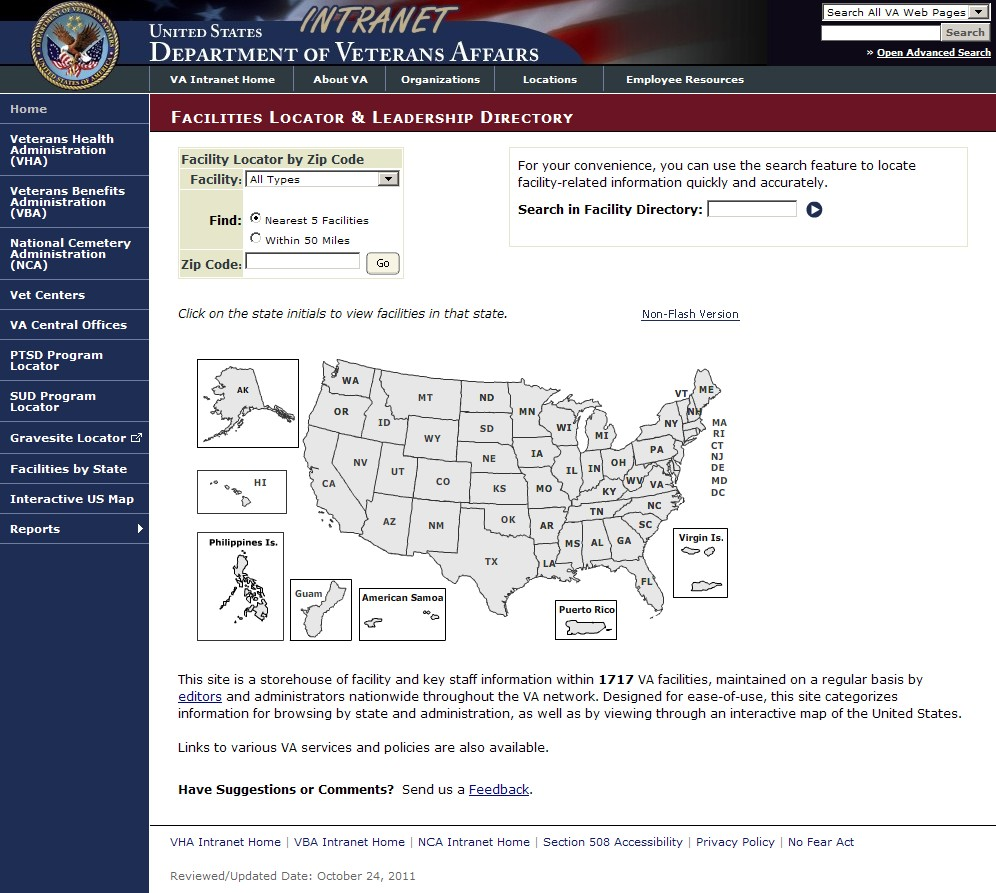 INTRANET
UNITED STATES
DEPARTMENT OF VETERANS AFFAIRS
Search All VA Web Pages
Search
» Open Advanced Search
VA Intranet Home
About VA
Organizations
Locations
Employee Resources
Home
Veterans Health
Administration
(VHA)
Veterans Benefits
Administration
(VBA)
National Cemetery
Administration
(NCA)
Vet Centers
VA Central Offices
PTSD Program
Locator
SUD Program
Locator
Gravesite Locator
Facilities by State
Interactive US Map
Reports
FACILITIES LOCATOR & LEADERSHIP DIRECTORY
Facility Locator by Zip Code
Facility: All Types
Find: Nearest 5 Facilities
Within 50 Miles
Zip Code: Go
For your convenience, you can use the search feature to locate
facility-related information quickly and accurately.
Search in Facility Directory:
Click on the state initials to view facilities in that state.
Non-Flash Version
AK
HI
Philippines Is.
Guam
American Samoa
Puerto Rico
Virgin Is.
WA
OR
CA
ID
NV
MT
WY
UT
AZ
CO
NM
ND
SD
NE
KS
OK
TX
MN
IA
MO
AR
LA
WI
IL
MS
MI
IN
KY
TN
AL
OH
GA
FL
WV
VA
NC
SC
PA
NY
VT
NH
ME
MA
RI
CT
NJ
DE
MD
DC
This site is a storehouse of facility and key staff information within 1717 VA facilities, maintained on a regular basis by
editors and administrators nationwide throughout the VA network. Designed for ease-of-use, this site categorizes
information for browsing by state and administration, as well as by viewing through an interactive map of the United States.
Links to various VA services and policies are also available.
Have Suggestions or Comments? Send us a Feedback.
VHA Intranet Home | VBA Intranet Home | NCA Intranet Home | Section 508 Accessibility | Privacy Policy | No Fear Act
Reviewed/Updated Date: October 24, 2011